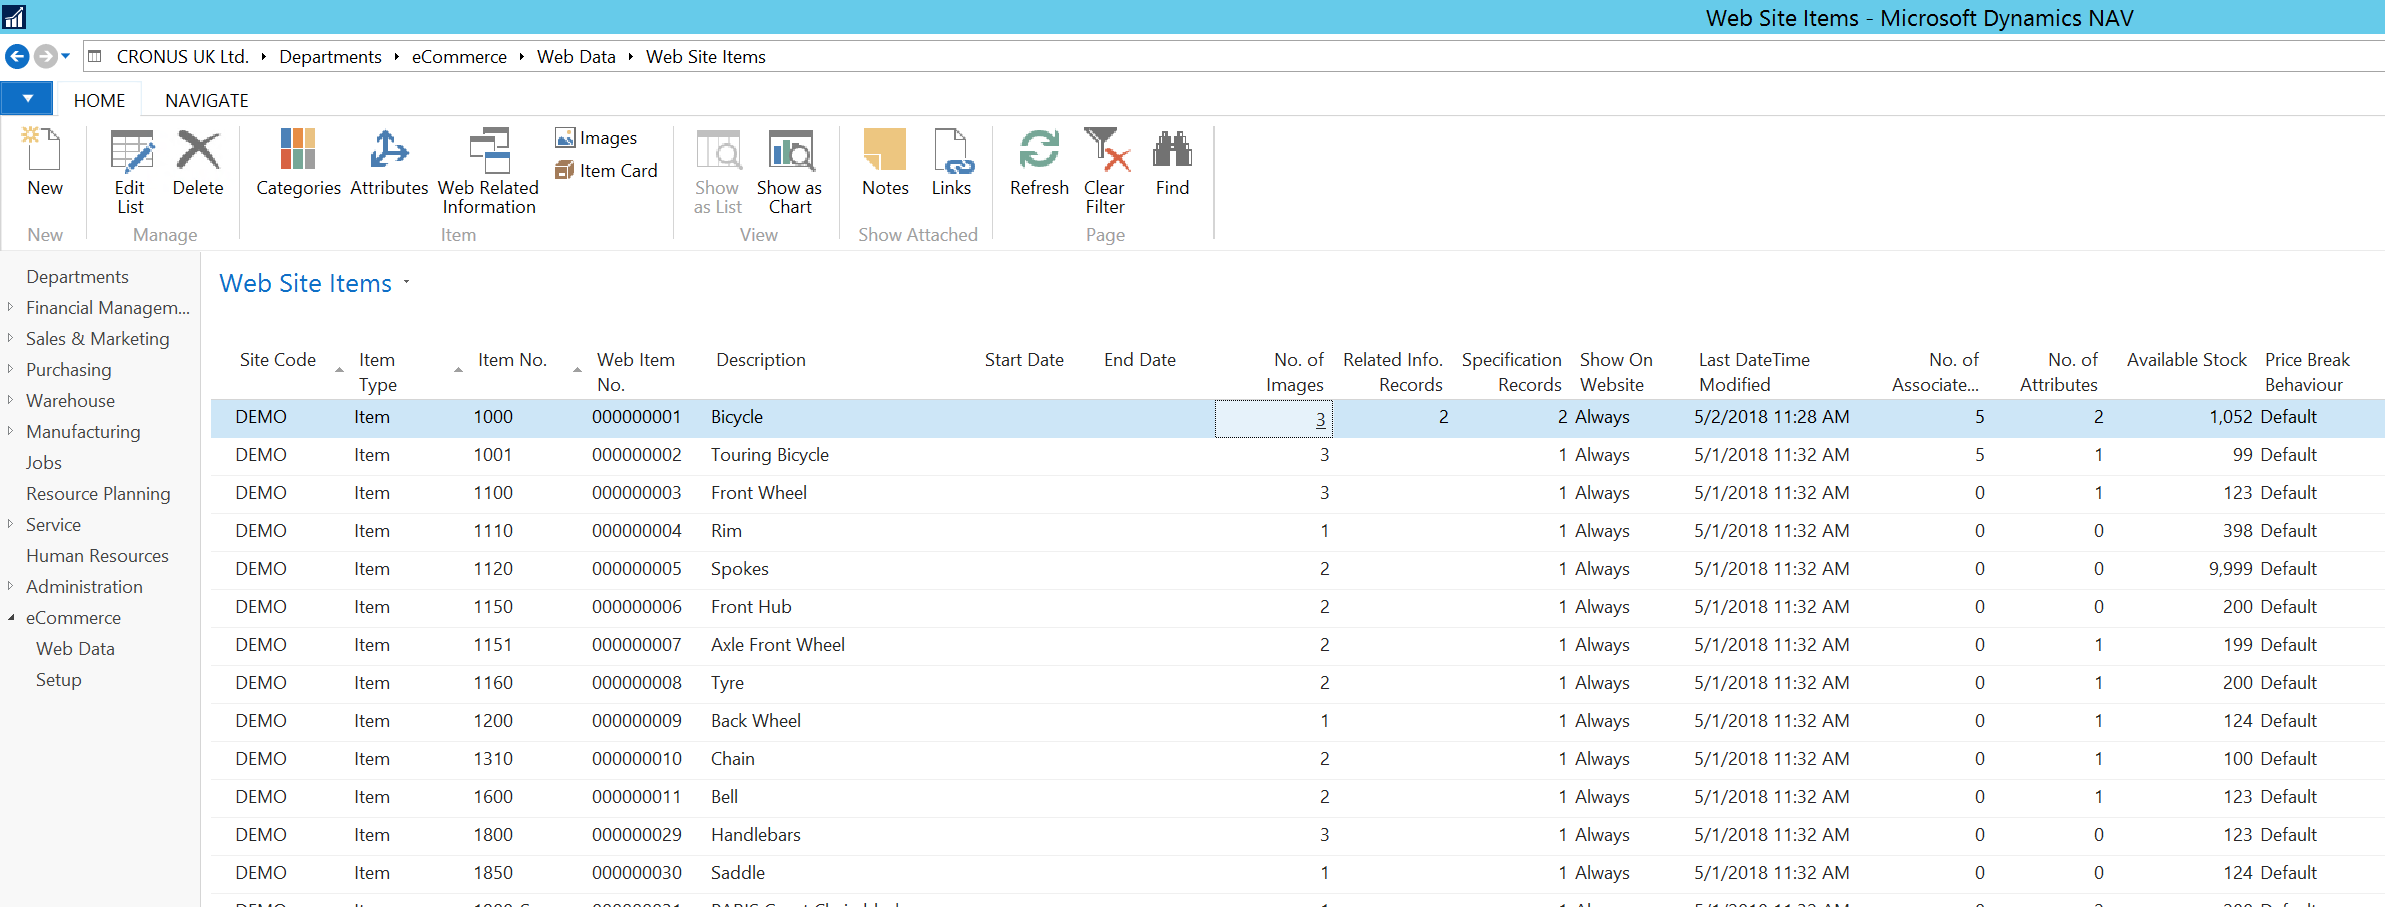 Web Site Items - Microsoft Dynamics NAV
CRONUS UK Ltd. Departments eCommerce Web Data Web Site Items
HOME NAVIGATE
New Edit List Delete Categories Attributes Web Related Information Images Item Card Show as List Show as Chart Notes Links Refresh Clear Filter Find
New Manage Item View Show Attached Page
Departments
Financial Managem...
Sales & Marketing
Purchasing
Warehouse
Manufacturing
Jobs
Resource Planning
Service
Human Resources
Administration
eCommerce
Web Data
Setup
Web Site Items
Site Code Item Type Item No. Web Item No. Description Start Date End Date No. of Images Related Info. Records Specification Records Show On Website Last DateTime Modified No. of Associate... No. of Attributes Available Stock Price Break Behaviour
DEMO Item 1000 000000001 Bicycle 3 2 2 Always 5/2/2018 11:28 AM 5 2 1,052 Default
DEMO Item 1001 000000002 Touring Bicycle 3 1 Always 5/1/2018 11:32 AM 5 1 99 Default
DEMO Item 1100 000000003 Front Wheel 3 1 Always 5/1/2018 11:32 AM 0 1 123 Default
DEMO Item 1110 000000004 Rim 1 1 Always 5/1/2018 11:32 AM 0 0 398 Default
DEMO Item 1120 000000005 Spokes 2 1 Always 5/1/2018 11:32 AM 0 0 9,999 Default
DEMO Item 1150 000000006 Front Hub 2 1 Always 5/1/2018 11:32 AM 0 0 200 Default
DEMO Item 1151 000000007 Axle Front Wheel 2 1 Always 5/1/2018 11:32 AM 0 1 199 Default
DEMO Item 1160 000000008 Tyre 2 1 Always 5/1/2018 11:32 AM 0 1 200 Default
DEMO Item 1200 000000009 Back Wheel 1 1 Always 5/1/2018 11:32 AM 0 1 124 Default
DEMO Item 1310 000000010 Chain 2 1 Always 5/1/2018 11:32 AM 0 1 100 Default
DEMO Item 1600 000000011 Bell 2 1 Always 5/1/2018 11:32 AM 0 1 123 Default
DEMO Item 1800 000000029 Handlebars 3 1 Always 5/1/2018 11:32 AM 0 0 123 Default
DEMO Item 1850 000000030 Saddle 1 1 Always 5/1/2018 11:32 AM 0 0 124 Default